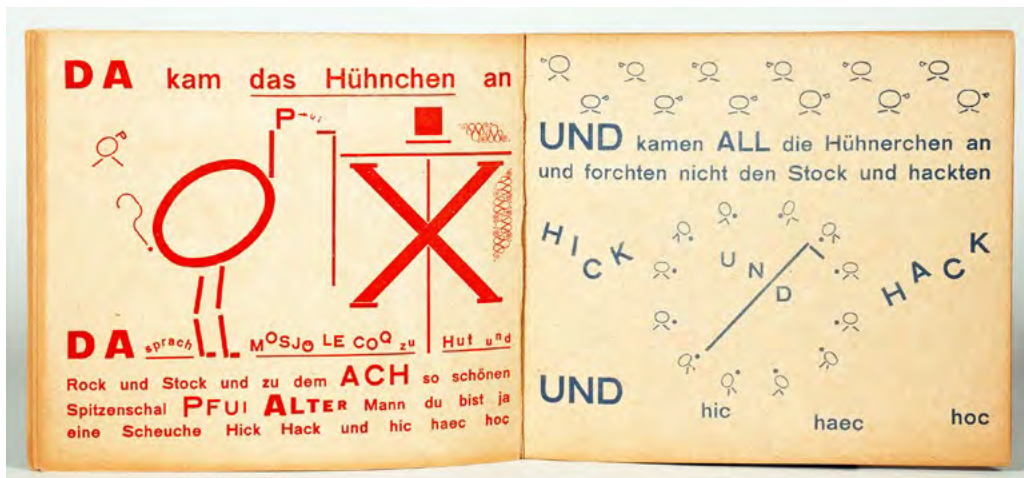 DA kam das Hühnchen an
P→ui
DA sprach MOSJØ LE COQ zu Hut und
Rock und Stock und zu dem ACH so schönen
Spitzenschal PFUI ALTER Mann du bist ja
eine Scheuche Hick Hack und hic haec hoc
UND kamen ALL die Hühnerchen an
und forchten nicht den Stock und hackten
HICK
UND
HACK
UND
hic
haec
hoc